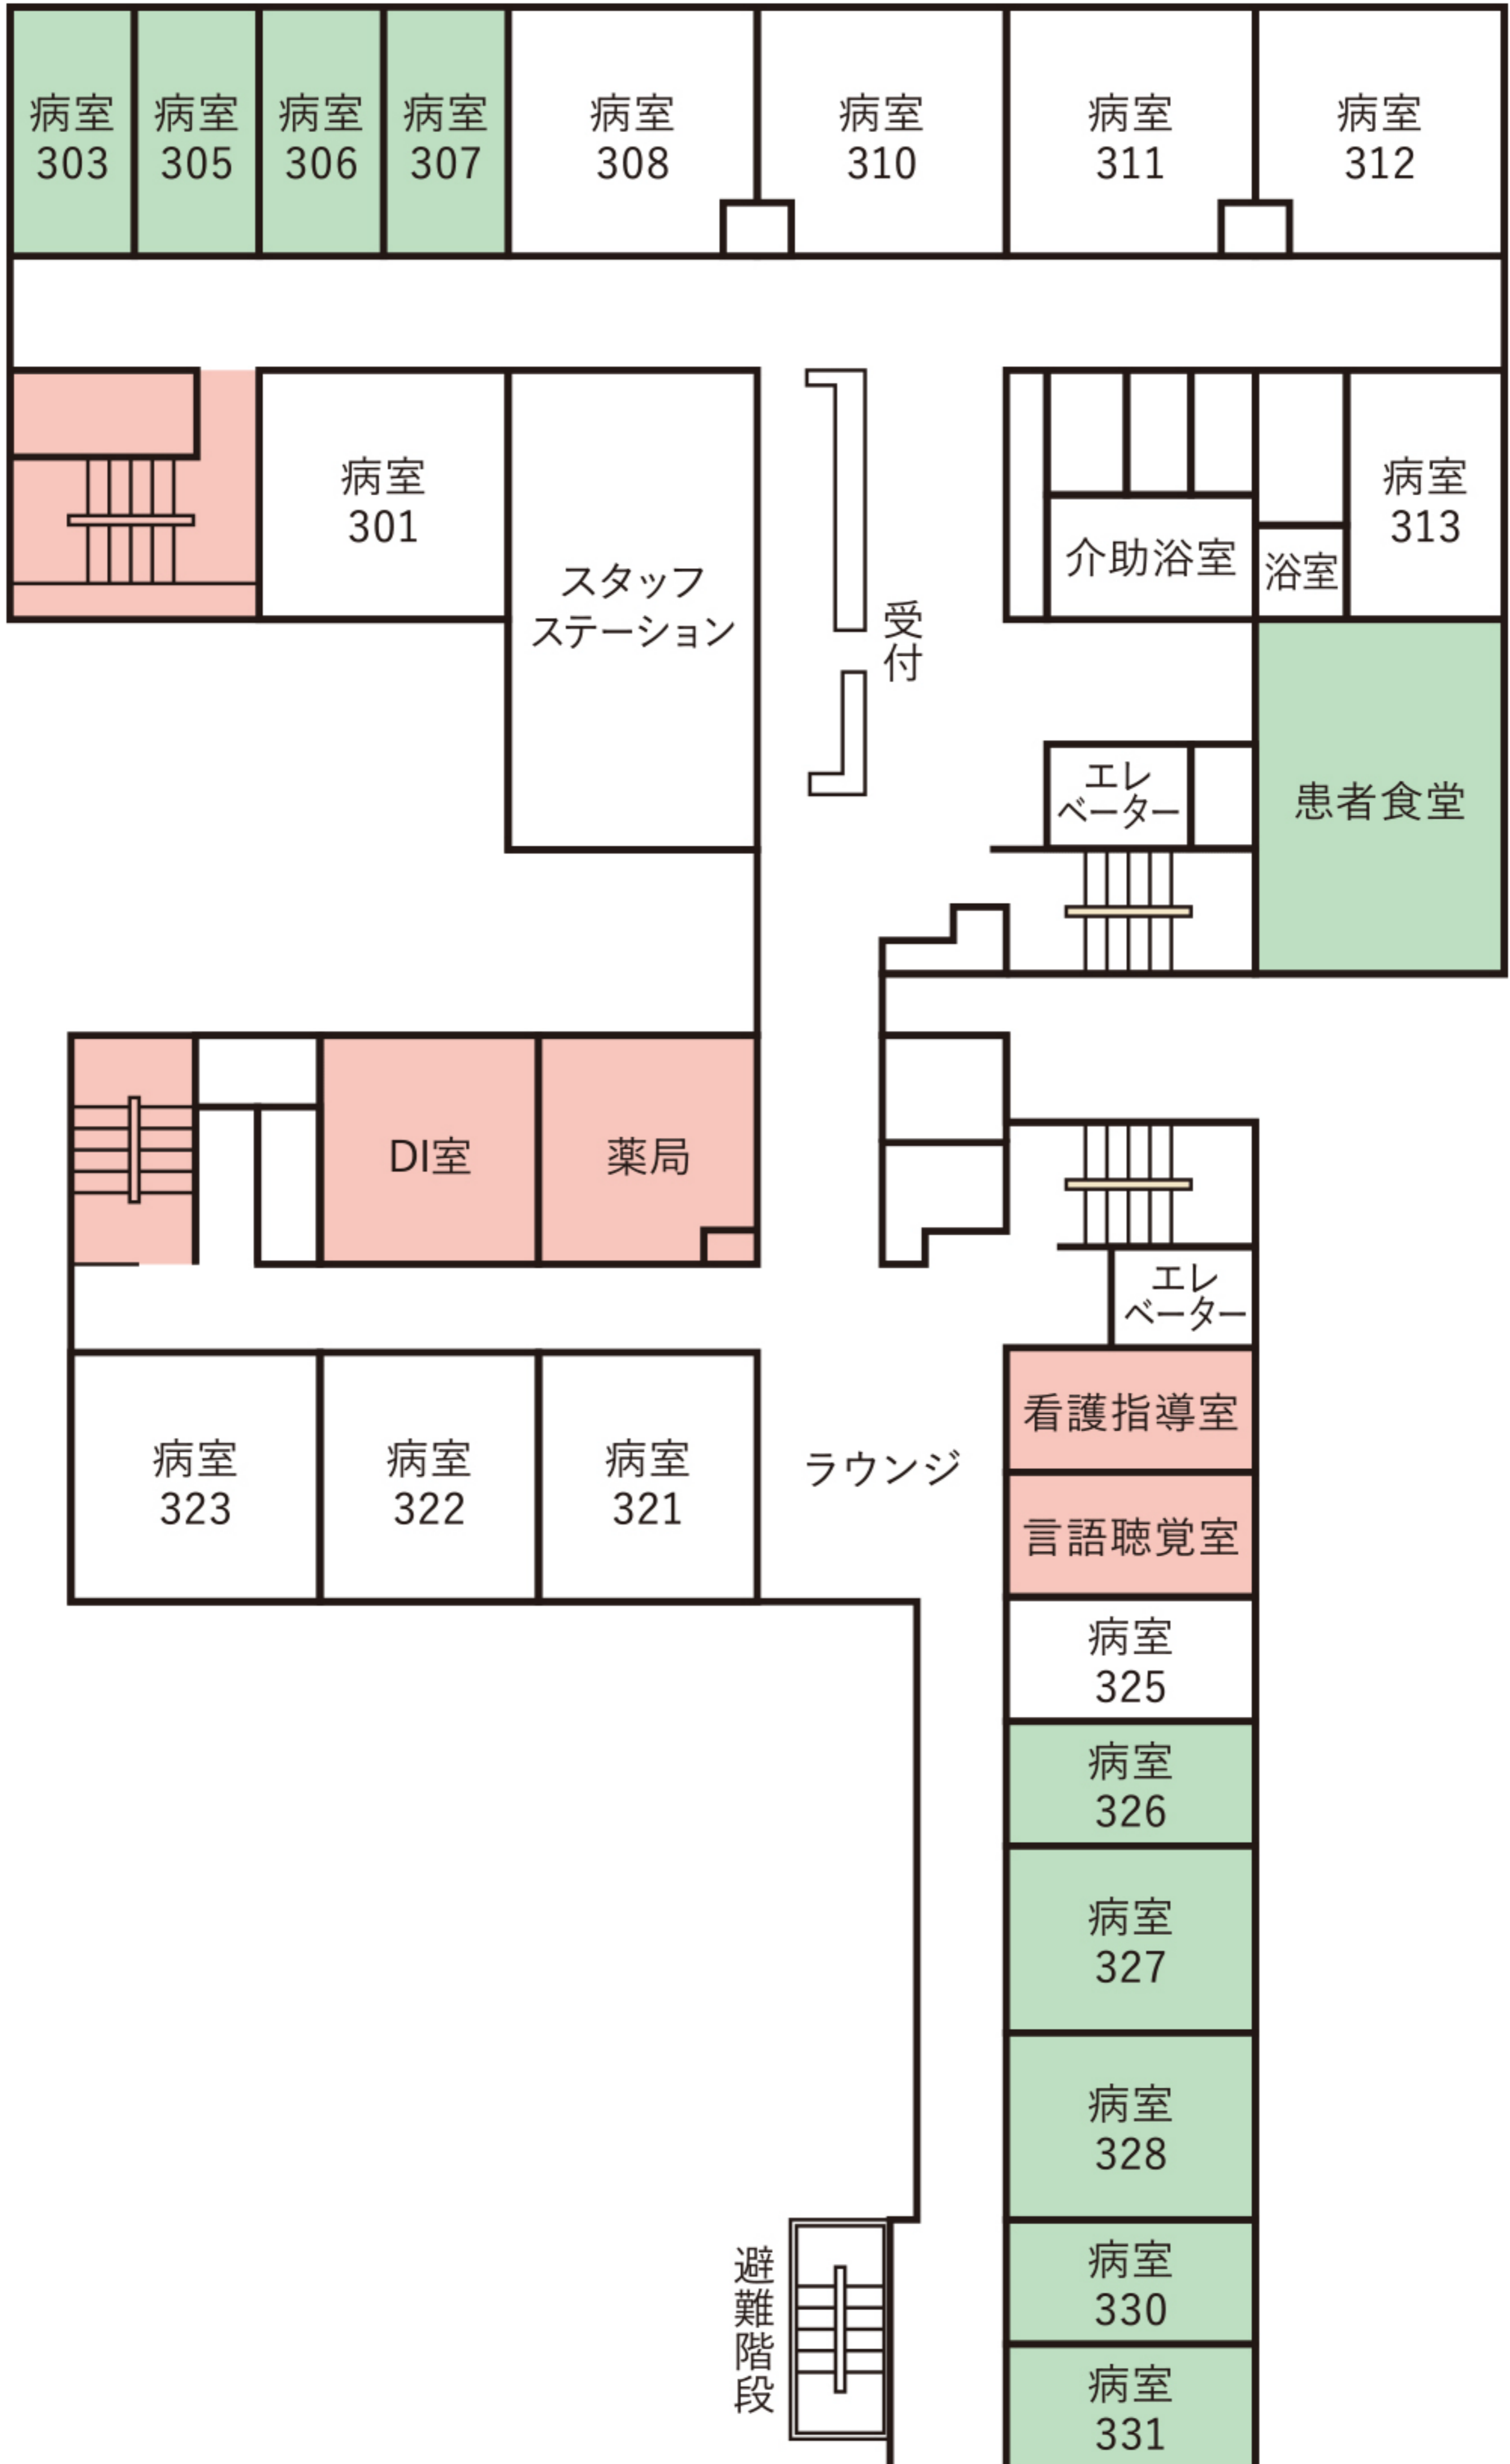 病室
303
病室
305
病室
306
病室
307
病室
308
病室
310
病室
311
病室
312
病室
301
スタッフ
ステーション
受付
介助浴室
浴室
病室
313
エレ
ベーター
患者食堂
DI室
薬局
エレ
ベーター
看護指導室
言語聴覚室
病室
323
病室
322
病室
321
ラウンジ
病室
325
病室
326
病室
327
病室
328
避難階段
病室
330
病室
331